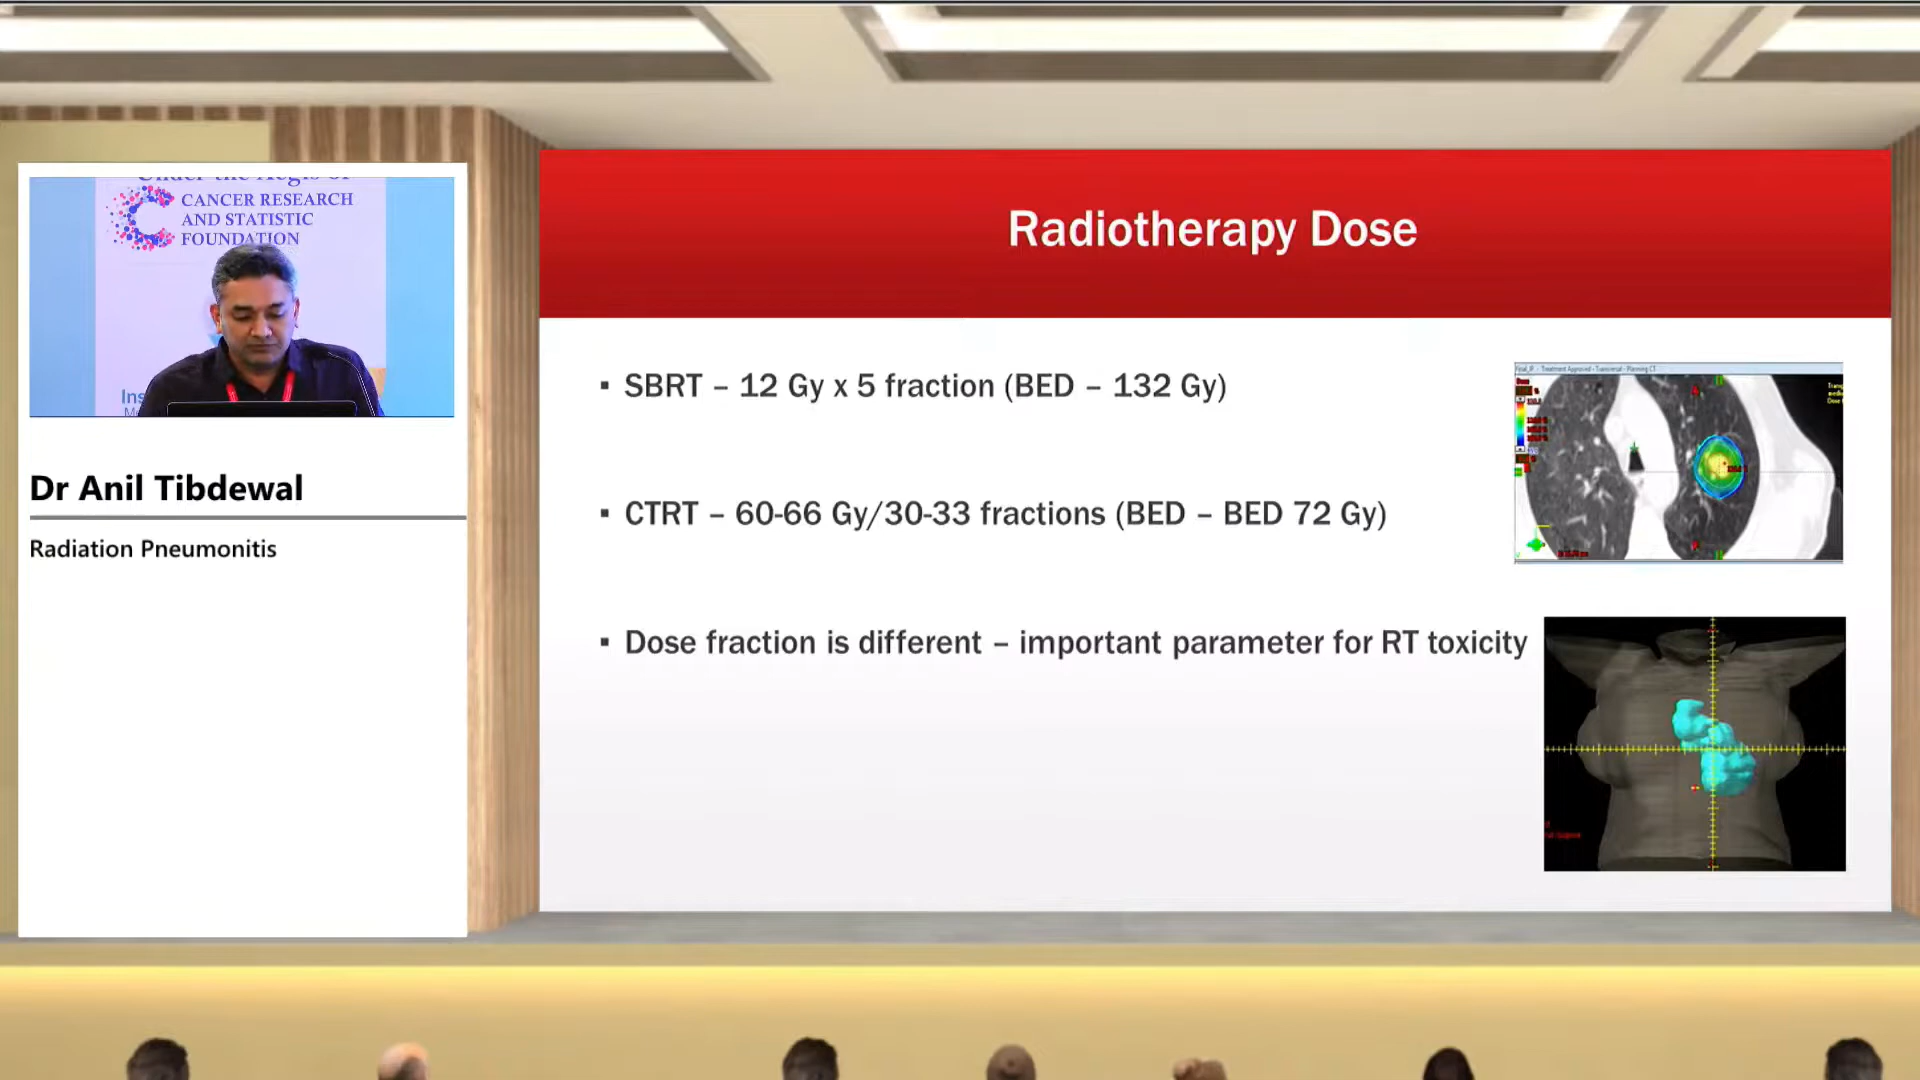 CANCER RESEARCH
AND STATISTIC
FOUNDATION
Dr Anil Tibdewal
Radiation Pneumonitis
Radiotherapy Dose
▪ SBRT – 12 Gy x 5 fraction (BED – 132 Gy)
▪ CTRT – 60-66 Gy/30-33 fractions (BED – BED 72 Gy)
▪ Dose fraction is different – important parameter for RT toxicity